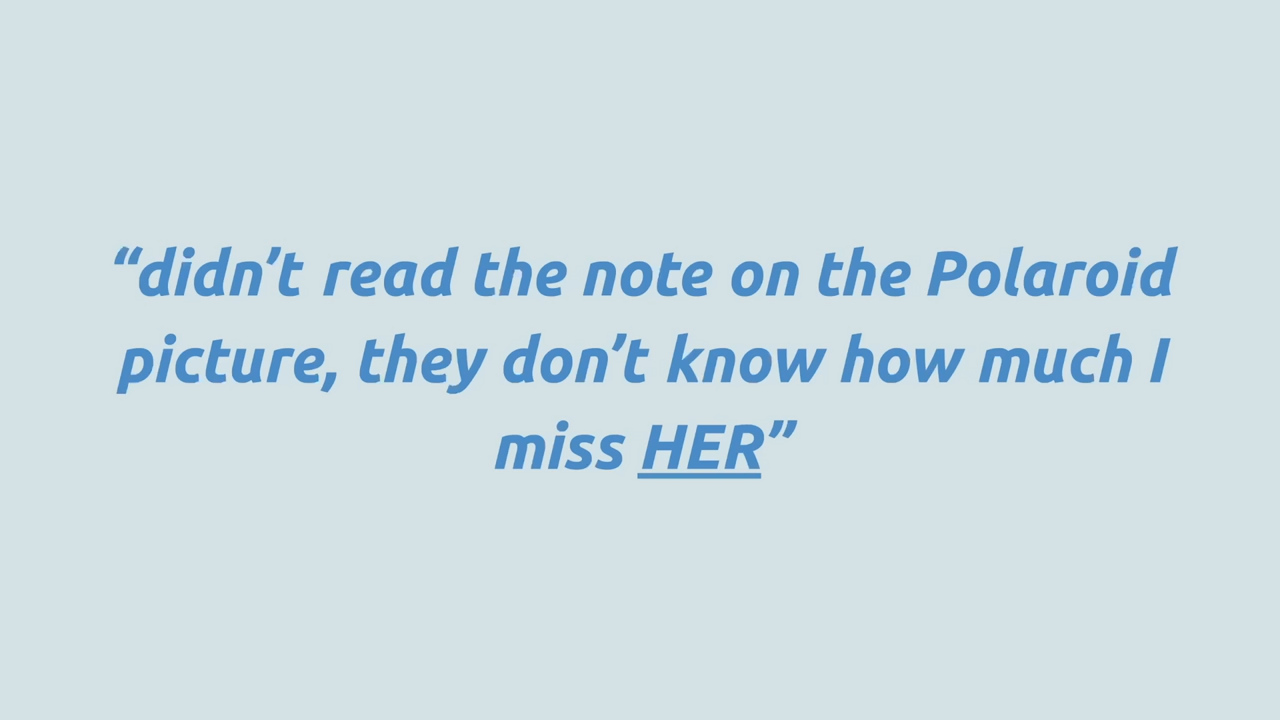 “didn’t read the note on the Polaroid
picture, they don’t know how much I
miss HER”